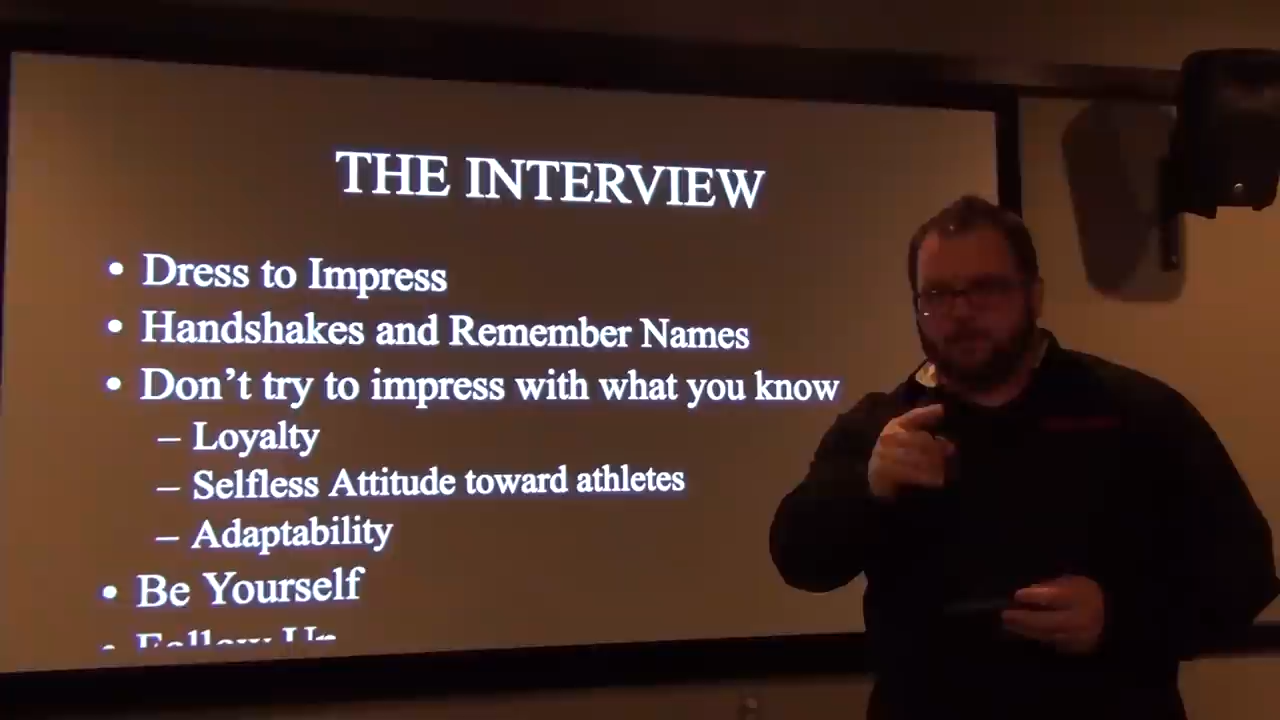 THE INTERVIEW
• Dress to Impress
• Handshakes and Remember Names
• Don't try to impress with what you know
– Loyalty
– Selfless Attitude toward athletes
– Adaptability
• Be Yourself
• Follow Up